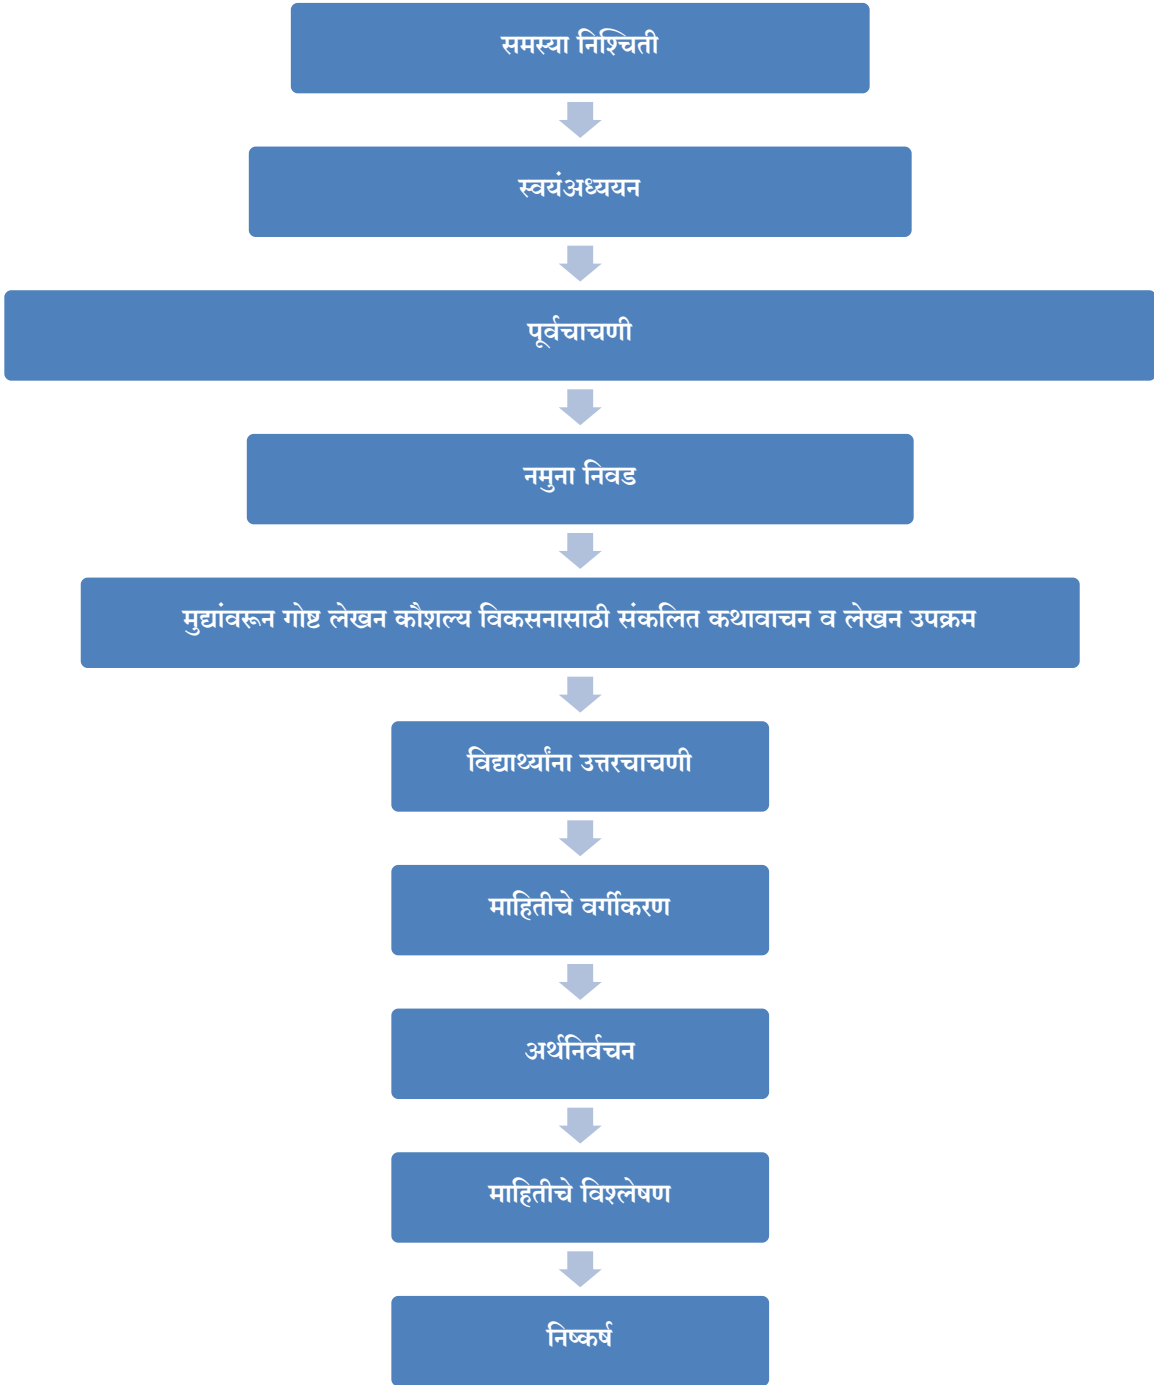 समस्या निश्चिती
स्वयंअध्ययन
पूर्वचाचणी
नमुना निवड
मुद्यांवरून गोष्ट लेखन कौशल्य विकसनासाठी संकलित कथावाचन व लेखन उपक्रम
विद्यार्थ्यांना उत्तरचाचणी
माहितीचे वर्गीकरण
अर्थनिर्वचन
माहितीचे विश्लेषण
निष्कर्ष